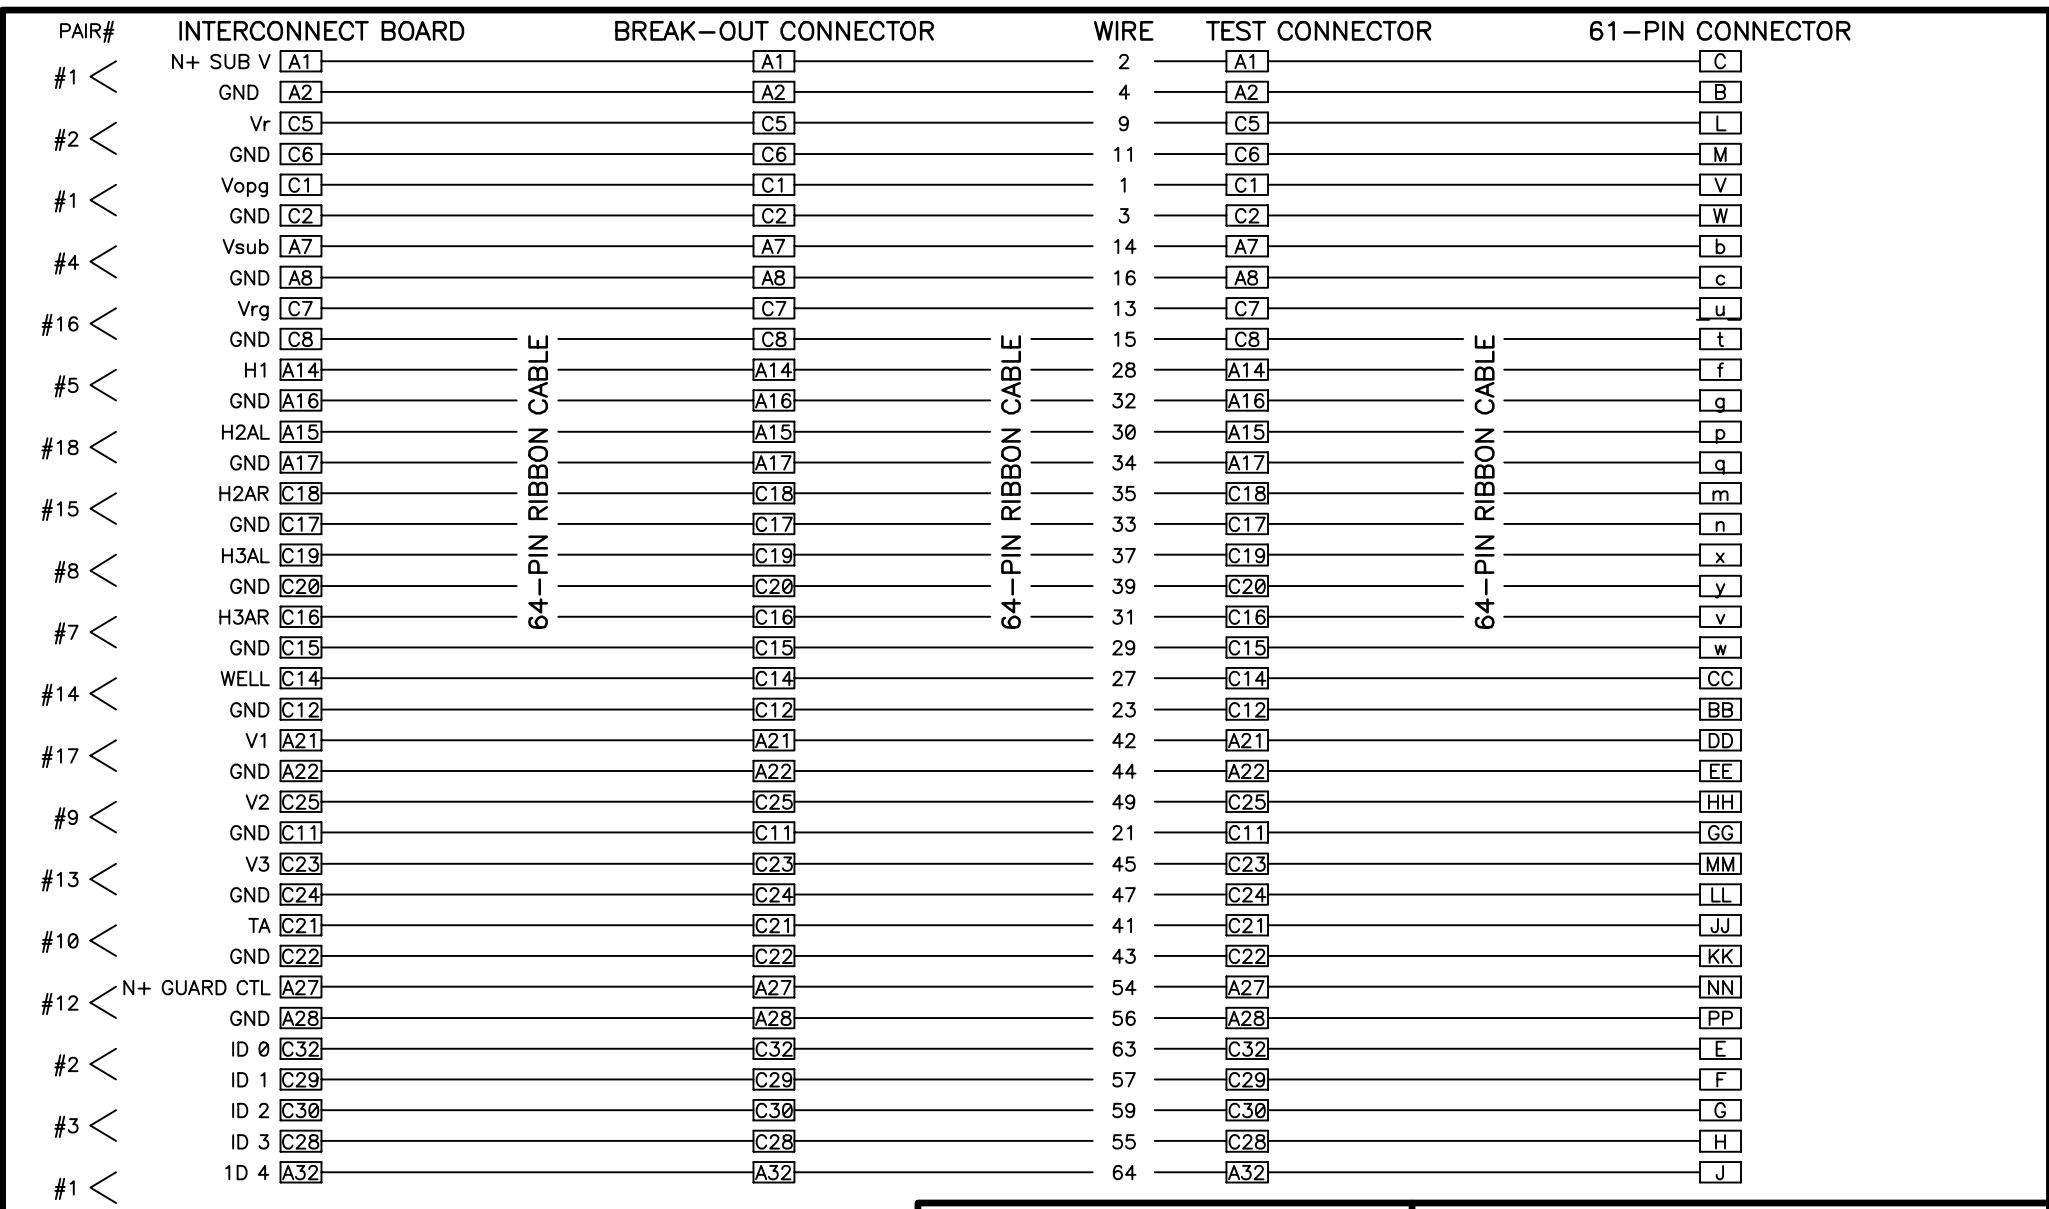 PAIR# INTERCONNECT BOARD BREAK-OUT CONNECTOR WIRE TEST CONNECTOR 61-PIN CONNECTOR
#1
N+ SUB V A1 A1 2 A1 C
GND A2 A2 4 A2 B
#2
Vr C5 C5 9 C5 L
GND C6 C6 11 C6 M
#1
Vopg C1 C1 1 C1 V
GND C2 C2 3 C2 W
#4
Vsub A7 A7 14 A7 b
GND A8 A8 16 A8 c
#16
Vrg C7 C7 13 C7 u
GND C8 C8 15 C8 t
#5
H1 A14 A14 28 A14 f
GND A16 A16 32 A16 g
#18
H2AL A15 A15 30 A15 p
GND A17 A17 34 A17 q
#15
H2AR C18 C18 35 C18 m
GND C17 C17 33 C17 n
#8
H3AL C19 C19 37 C19 x
GND C20 C20 39 C20 y
#7
H3AR C16 C16 31 C16 v
GND C15 C15 29 C15 w
#14
WELL C14 C14 27 C14 CC
GND C12 C12 23 C12 BB
#17
V1 A21 A21 42 A21 DD
GND A22 A22 44 A22 EE
#9
V2 C25 C25 49 C25 HH
GND C11 C11 21 C11 GG
#13
V3 C23 C23 45 C23 MM
GND C24 C24 47 C24 LL
#10
TA C21 C21 41 C21 JJ
GND C22 C22 43 C22 KK
#12
N+ GUARD CTL A27 A27 54 A27 NN
GND A28 A28 56 A28 PP
#2
ID 0 C32 C32 63 C32 E
ID 1 C29 C29 57 C29 F
#3
ID 2 C30 C30 59 C30 G
ID 3 C28 C28 55 C28 H
#1
1D 4 A32 A32 64 A32 J
64-PIN RIBBON CABLE
64-PIN RIBBON CABLE
64-PIN RIBBON CABLE